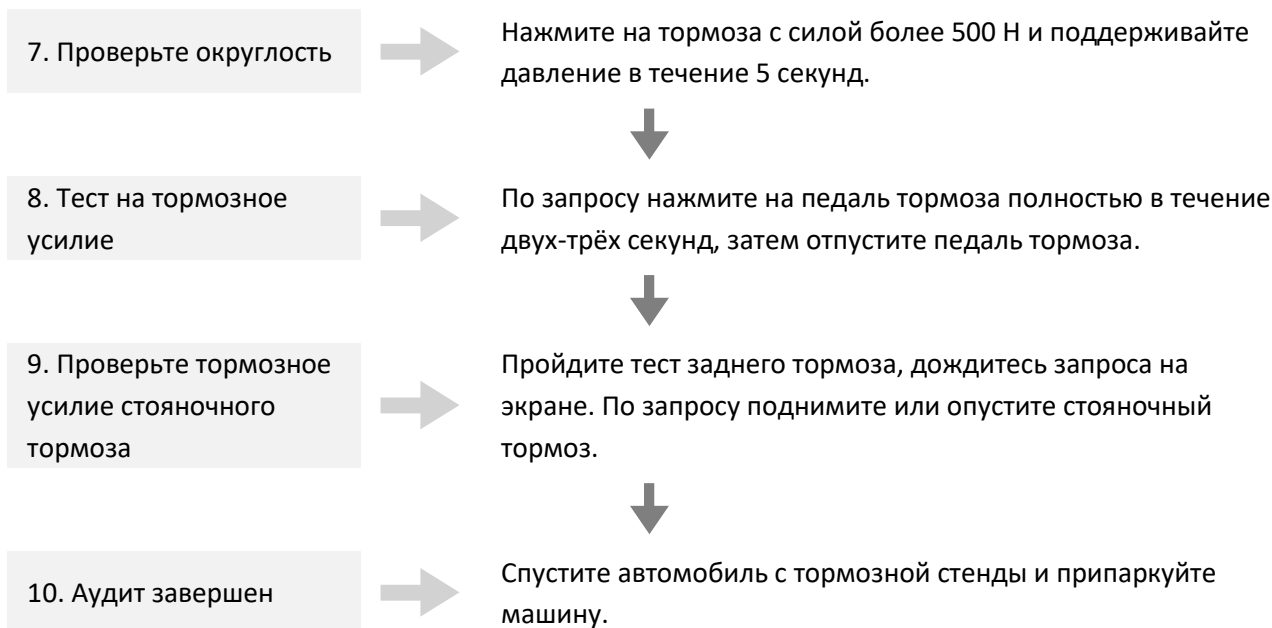 7. Проверьте округлость
Нажмите на тормоза с силой более 500 Н и поддерживайте
давление в течение 5 секунд.
8. Тест на тормозное
усилие
По запросу нажмите на педаль тормоза полностью в течение
двух-трёх секунд, затем отпустите педаль тормоза.
9. Проверьте тормозное
усилие стояночного
тормоза
Пройдите тест заднего тормоза, дождитесь запроса на
экране. По запросу поднимите или опустите стояночный
тормоз.
10. Аудит завершен
Спустите автомобиль с тормозной стенды и припаркуйте
машину.